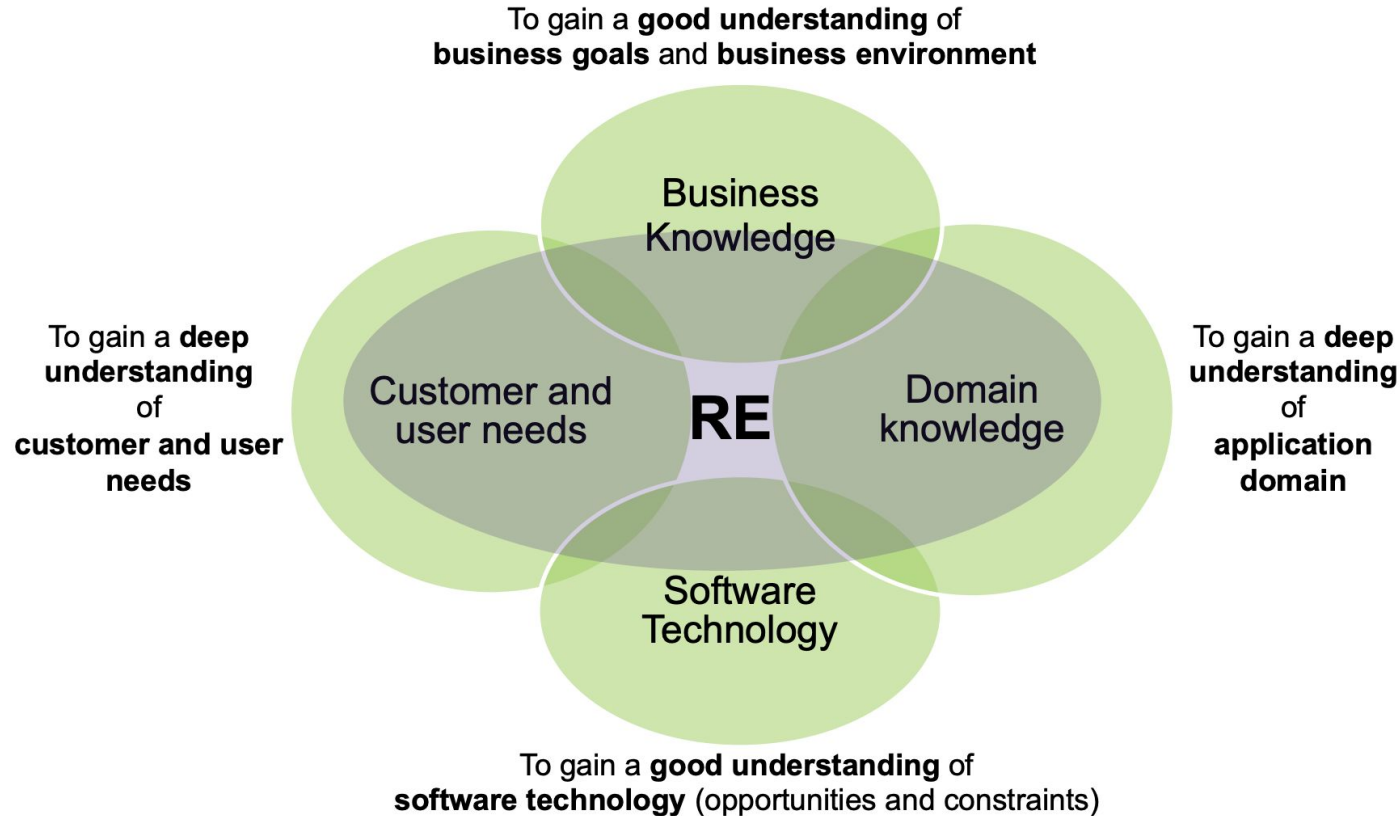 To gain a good understanding of
business goals and business environment
Business
Knowledge
To gain a deep
understanding
of
customer and user
needs
Customer and
user needs
RE
Domain
knowledge
To gain a deep
understanding
of
application
domain
Software
Technology
To gain a good understanding of
software technology (opportunities and constraints)